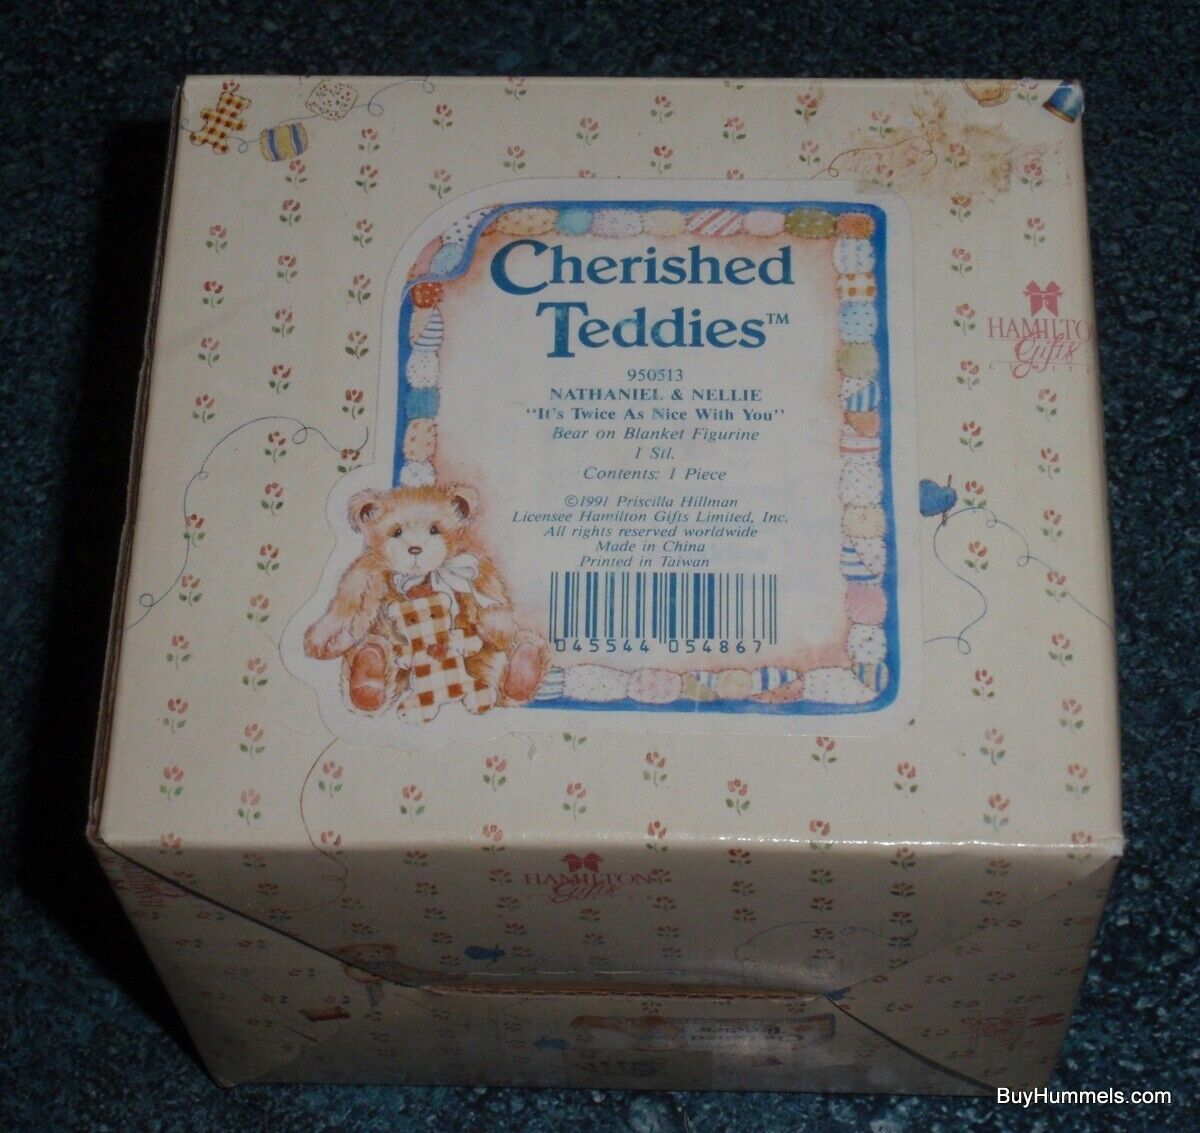 Cherished
Teddies™
950513
NATHANIEL & NELLIE
"It's Twice As Nice With You"
Bear on Blanket Figurine
1 Stl.
Contents: 1 Piece
©1991 Priscilla Hillman
Licensee Hamilton Gifts Limited, Inc.
All rights reserved worldwide
Made in China
Printed in Taiwan
045544 054867
HAMILTON
Gifts
HAMILTON
Gifts
BuyHummels.com